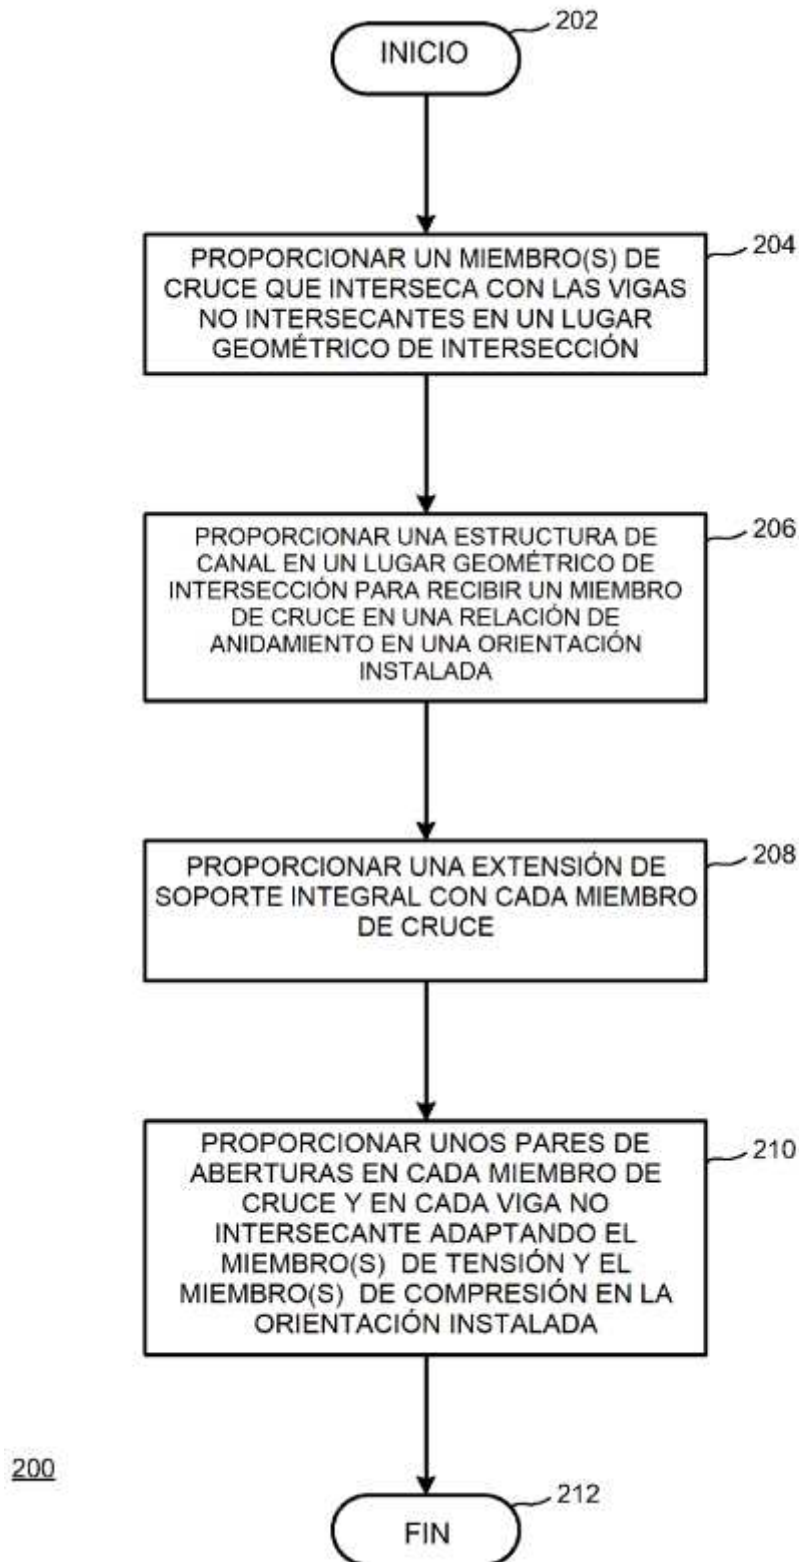 INICIO
202
PROPORCIONAR UN MIEMBRO(S) DE
CRUCE QUE INTERSECA CON LAS VIGAS
NO INTERSECANTES EN UN LUGAR
GEOMÉTRICO DE INTERSECCIÓN
204
PROPORCIONAR UNA ESTRUCTURA DE
CANAL EN UN LUGAR GEOMÉTRICO DE
INTERSECCIÓN PARA RECIBIR UN MIEMBRO
DE CRUCE EN UNA RELACIÓN DE
ANIDAMIENTO EN UNA ORIENTACIÓN
INSTALADA
206
PROPORCIONAR UNA EXTENSIÓN DE
SOPORTE INTEGRAL CON CADA MIEMBRO
DE CRUCE
208
PROPORCIONAR UNOS PARES DE
ABERTURAS EN CADA MIEMBRO DE
CRUCE Y EN CADA VIGA NO
INTERSECANTE ADAPTANDO EL
MIEMBRO(S) DE TENSIÓN Y EL
MIEMBRO(S) DE COMPRESIÓN EN LA
ORIENTACIÓN INSTALADA
210
200
FIN
212